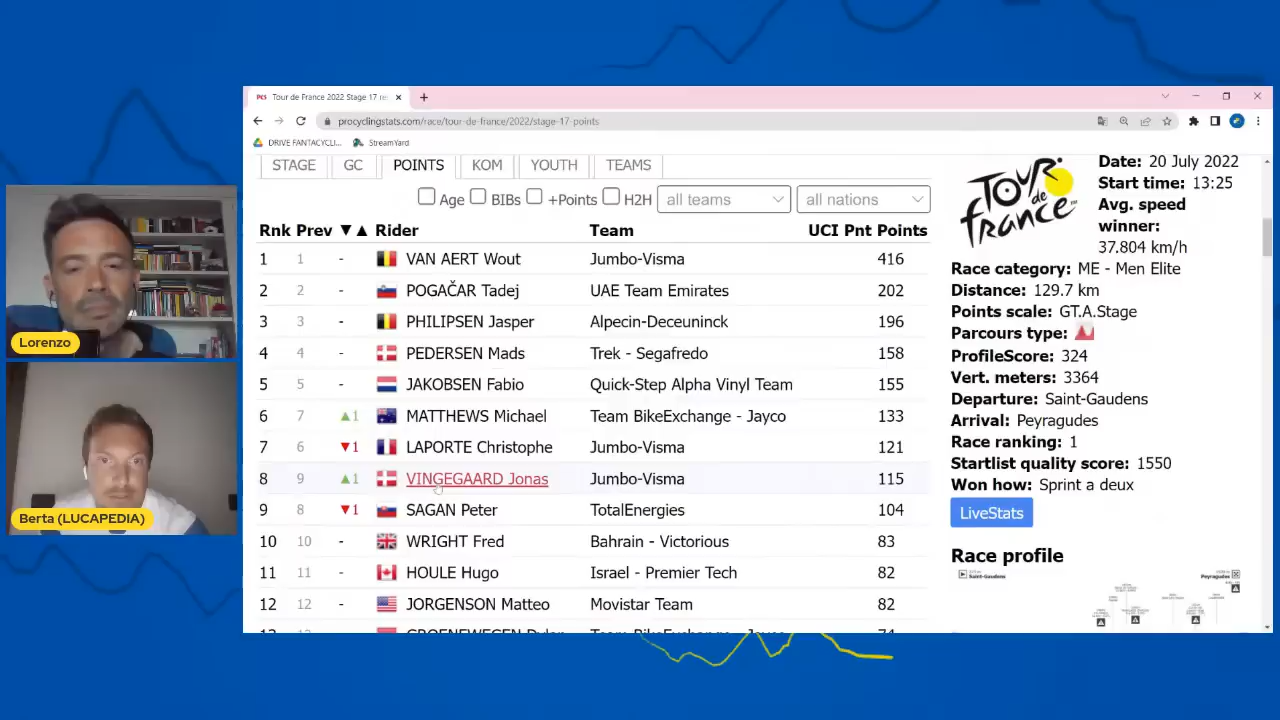 Tour de France 2022 Stage 17 re
procyclingstats.com/race/tour-de-france/2022/stage-17-points
DRIVE FANTACYCLI...
StreamYard
STAGE GC POINTS KOM YOUTH TEAMS
Age BIBs +Points H2H all teams all nations
Rnk Prev ▼▲ Rider Team UCI Pnt Points
1 1 - VAN AERT Wout Jumbo-Visma 416
2 2 - POGAČAR Tadej UAE Team Emirates 202
3 3 - PHILIPSEN Jasper Alpecin-Deceuninck 196
4 4 - PEDERSEN Mads Trek - Segafredo 158
5 5 - JAKOBSEN Fabio Quick-Step Alpha Vinyl Team 155
6 7 ▲1 MATTHEWS Michael Team BikeExchange - Jayco 133
7 6 ▼1 LAPORTE Christophe Jumbo-Visma 121
8 9 ▲1 VINGEGAARD Jonas Jumbo-Visma 115
9 8 ▼1 SAGAN Peter TotalEnergies 104
10 10 - WRIGHT Fred Bahrain - Victorious 83
11 11 - HOULE Hugo Israel - Premier Tech 82
12 12 - JORGENSON Matteo Movistar Team 82
TOUR de france
Date: 20 July 2022
Start time: 13:25
Avg. speed
winner:
37.804 km/h
Race category: ME - Men Elite
Distance: 129.7 km
Points scale: GT.A.Stage
Parcours type:
ProfileScore: 324
Vert. meters: 3364
Departure: Saint-Gaudens
Arrival: Peyragudes
Race ranking: 1
Startlist quality score: 1550
Won how: Sprint a deux
LiveStats
Race profile
Saint-Gaudens
Peyragudes
Lorenzo
Berta (LUCAPEDIA)